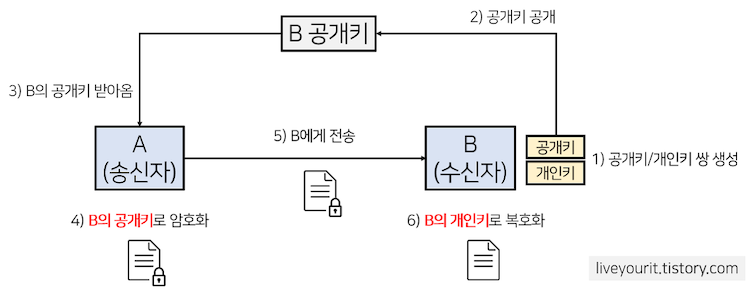 2) 공개키 공개
B 공개키
3) B의 공개키 받아옴
A
(송신자)
5) B에게 전송
B
(수신자)
공개키
개인키
1) 공개키/개인키 쌍 생성
4) B의 공개키로 암호화
6) B의 개인키로 복호화
liveyourit.tistory.com